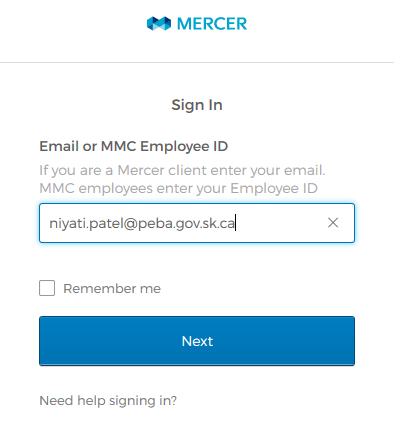 MERCER
Sign In
Email or MMC Employee ID
If you are a Mercer client enter your email.
MMC employees enter your Employee ID
niyati.patel@peba.gov.sk.ca
Remember me
Next
Need help signing in?